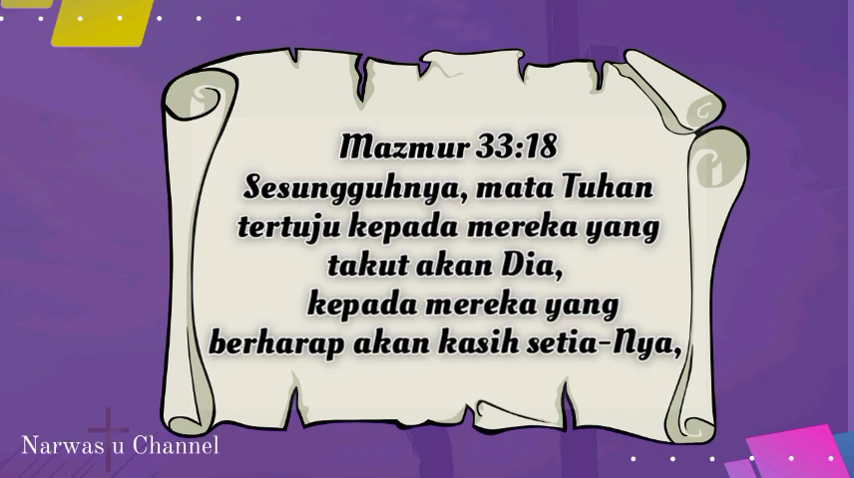 Mazmur 33:18
Sesungguhnya, mata Tuhan
tertuju kepada mereka yang
takut akan Dia,
kepada mereka yang
berharap akan kasih setia-Nya,
Narwas u Channel